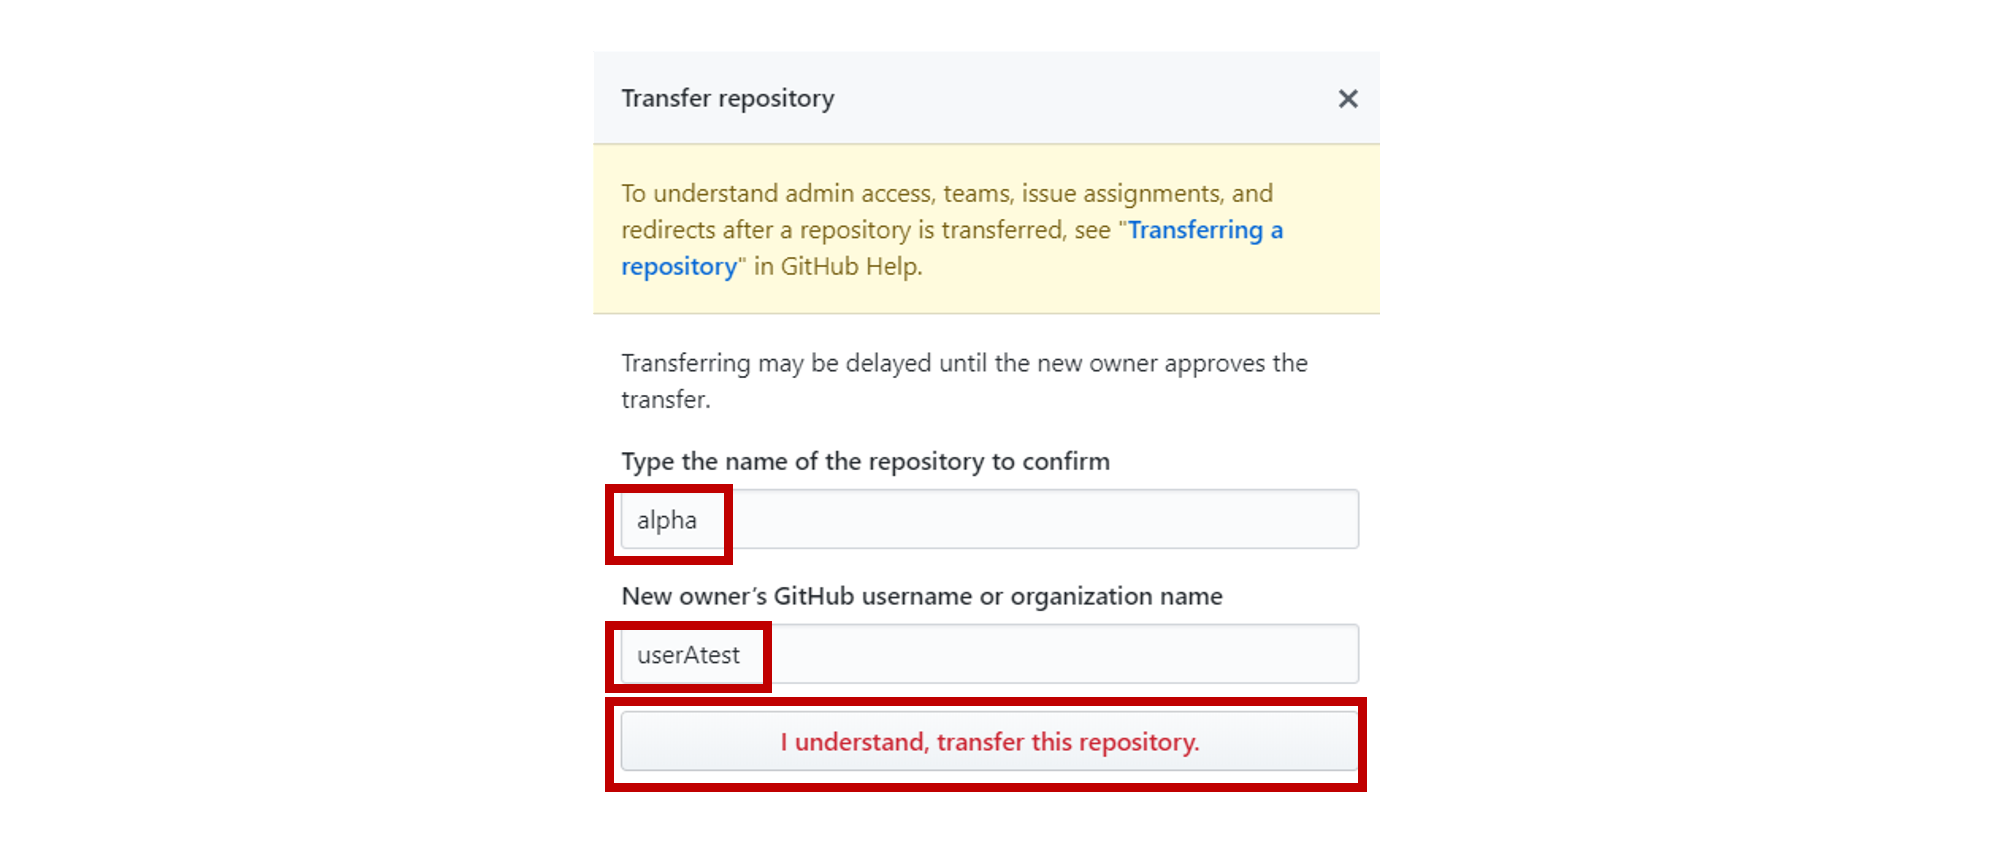 Transfer repository
To understand admin access, teams, issue assignments, and
redirects after a repository is transferred, see "Transferring a
repository" in GitHub Help.
Transferring may be delayed until the new owner approves the
transfer.
Type the name of the repository to confirm
alpha
New owner’s GitHub username or organization name
userAtest
I understand, transfer this repository.